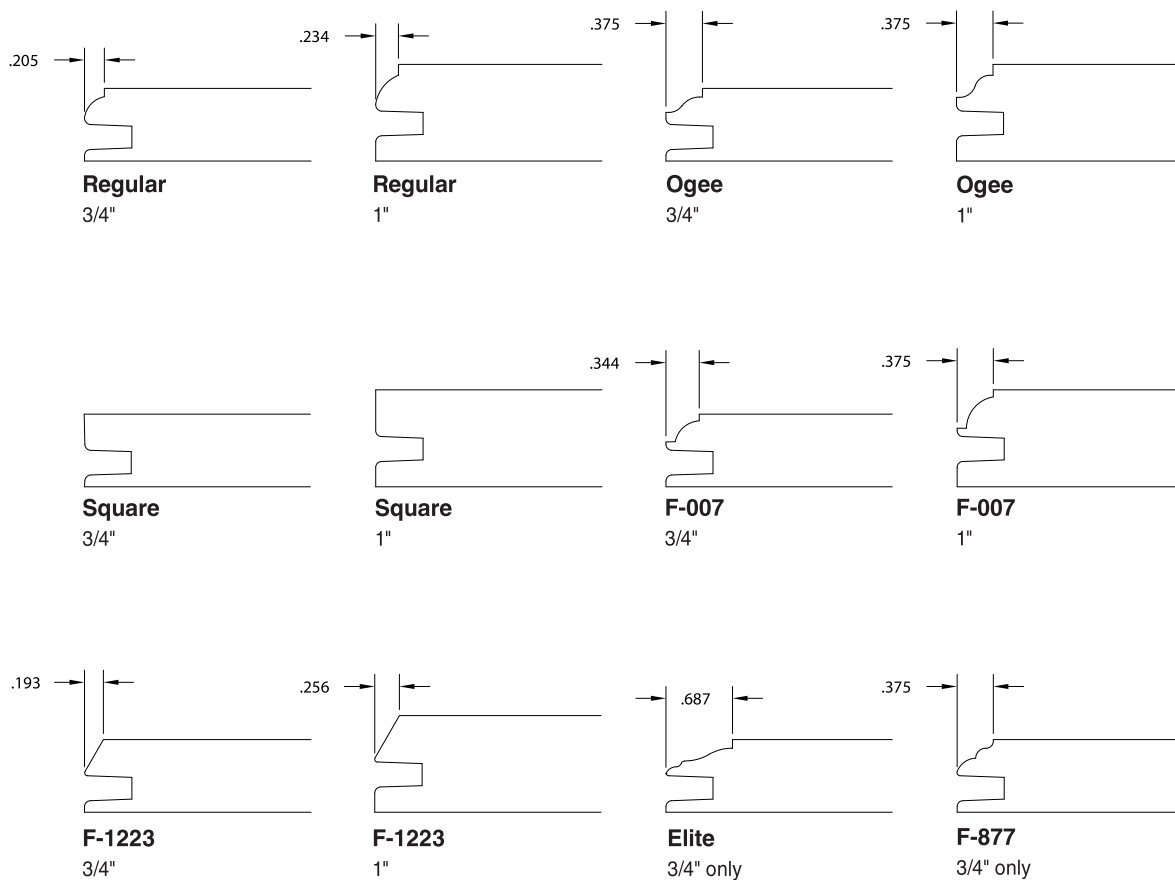 .205
.234
.375
.375
Regular
3/4"
Regular
1"
Ogee
3/4"
Ogee
1"
.344
.375
Square
3/4"
Square
1"
F-007
3/4"
F-007
1"
.193
.256
.687
.375
F-1223
3/4"
F-1223
1"
Elite
3/4" only
F-877
3/4" only